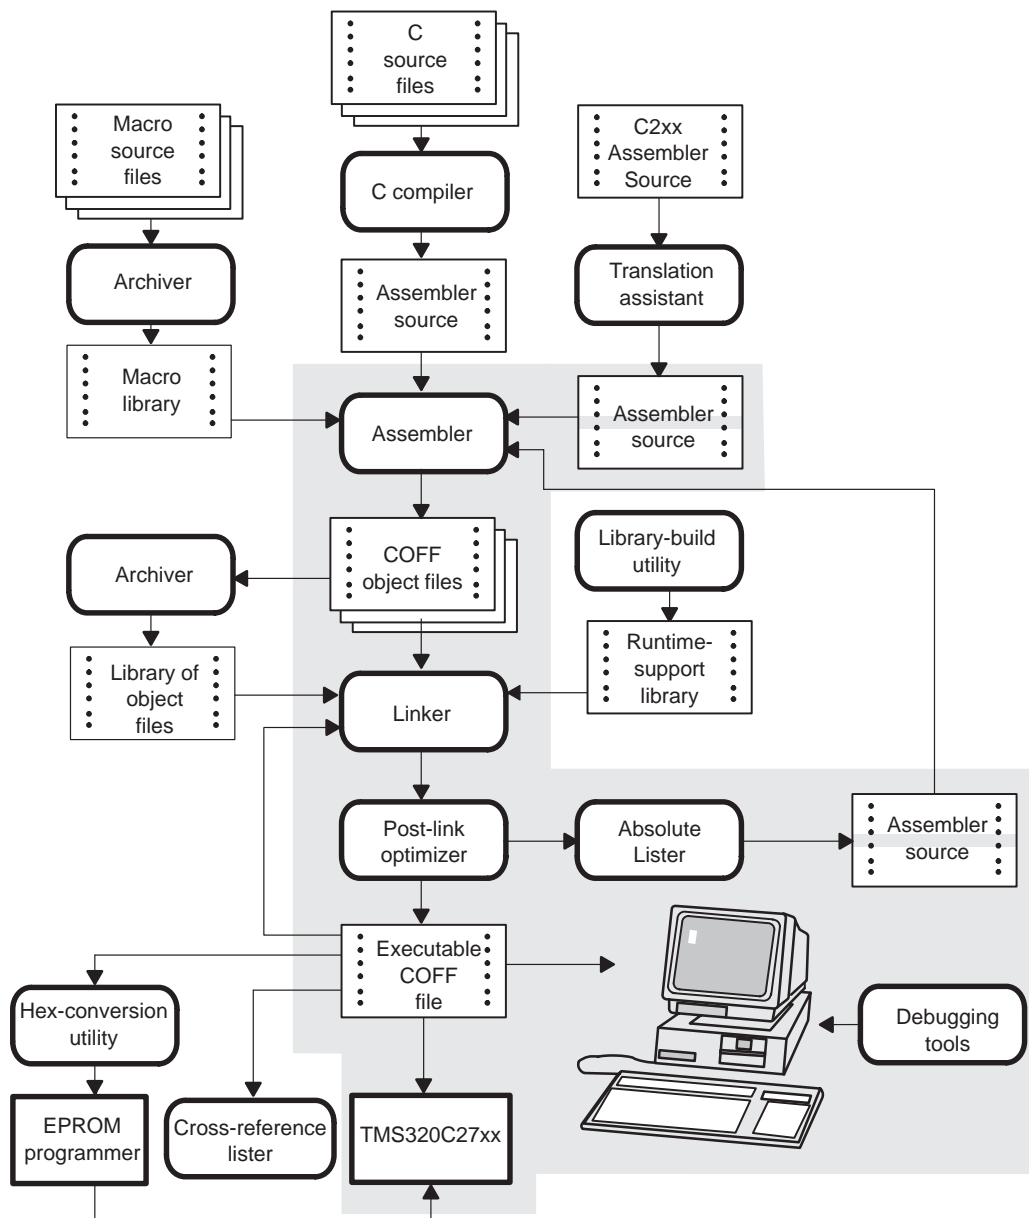 C
source
files
Macro
source
files
C2xx
Assembler
Source
C compiler
Archiver
Translation
assistant
Assembler
source
Macro
library
Assembler
source
Assembler
COFF
object files
Library-build
utility
Archiver
Runtime-
support
library
Library of
object
files
Linker
Post-link
optimizer
Absolute
Lister
Assembler
source
Executable
COFF
file
Hex-conversion
utility
Debugging
tools
EPROM
programmer
Cross-reference
lister
TMS320C27xx